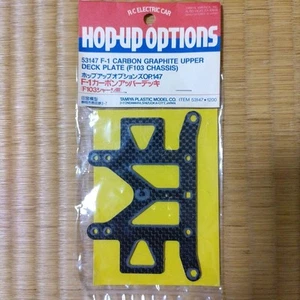 R.C ELECTRIC CAR
HOP-UP OPTIONS
53147 F-1 CARBON GRAPHITE UPPER
DECK PLATE (F103 CHASSIS)
ホップアップオプションズOP.147
F-1カーボンアッパーデッキ
F103シャーシ用
TAMIYA PLASTIC MODEL CO.
ITEM 53147 1200